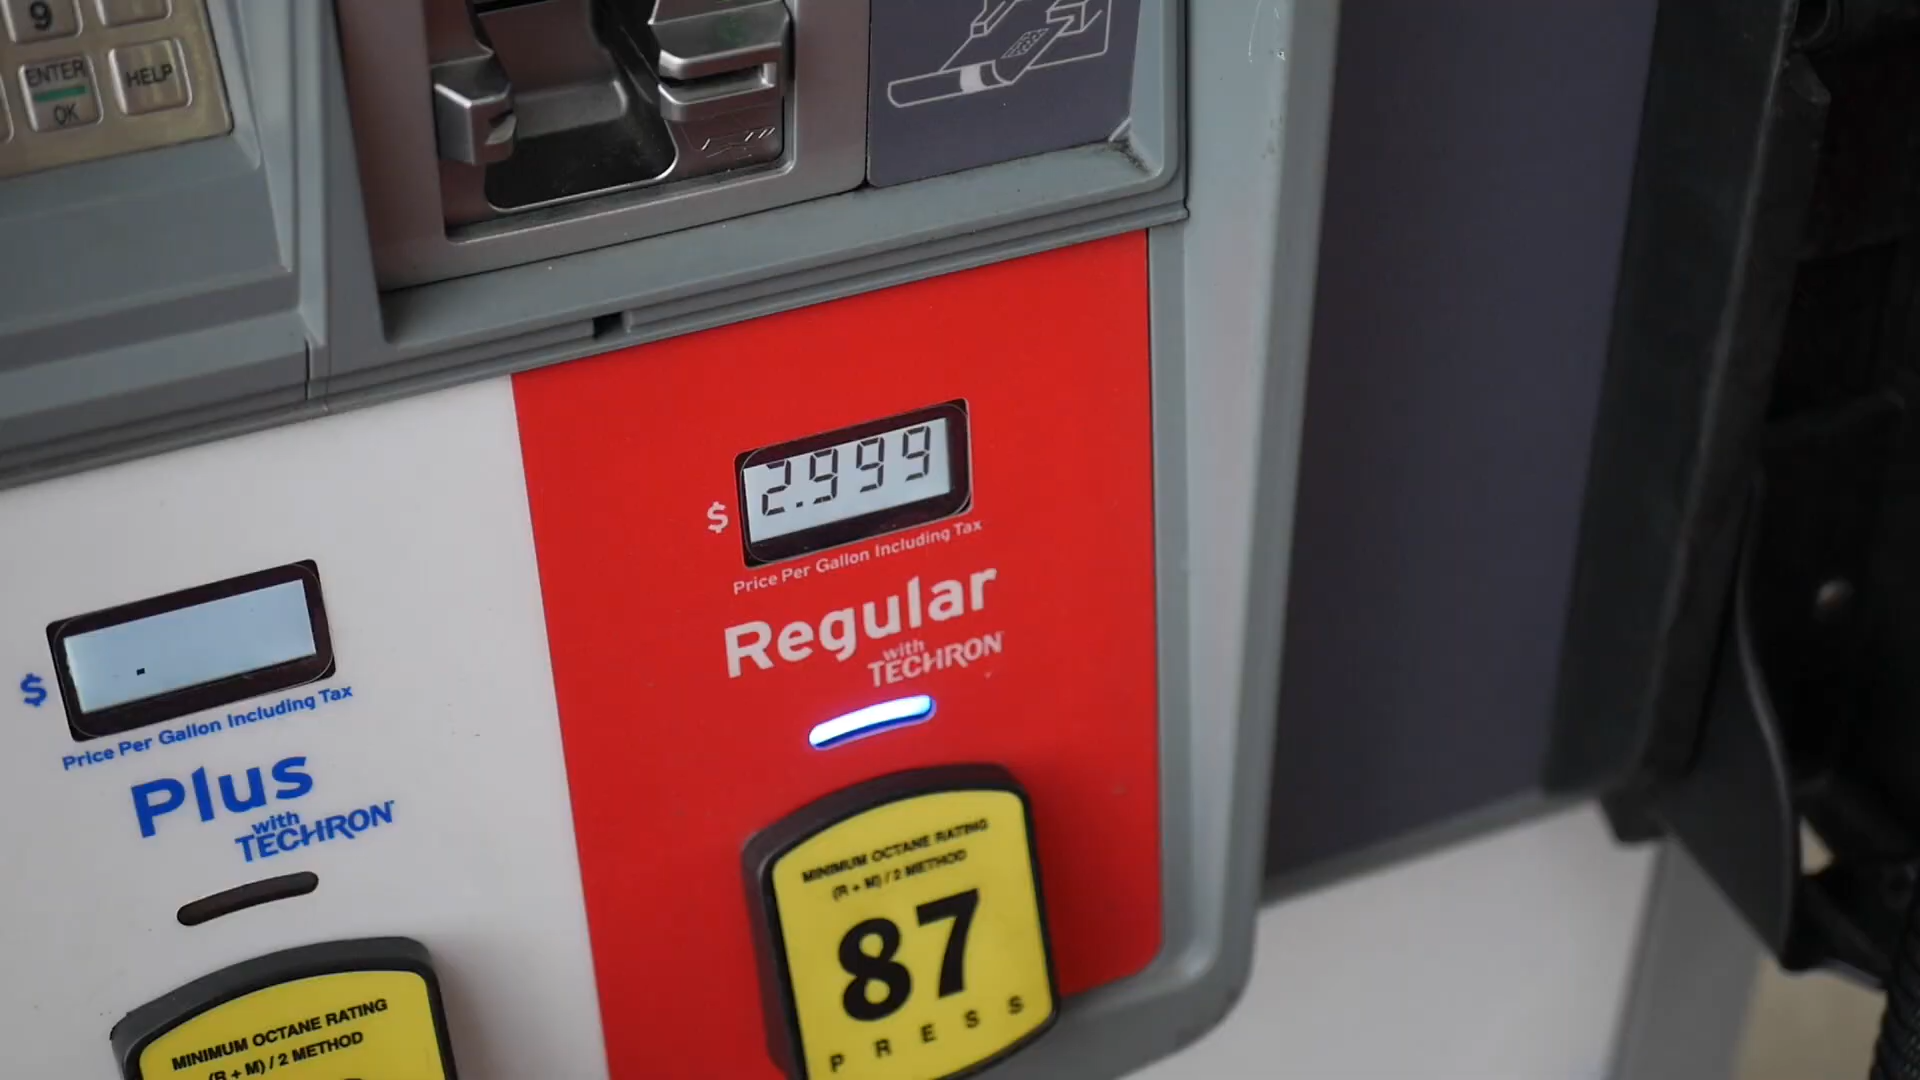 9
ENTER
OK
HELP
$ 2.999
Price Per Gallon Including Tax
Regular
with
TECHRON
MINIMUM OCTANE RATING
(R + M) / 2 METHOD
87
PRESS
$ .
Price Per Gallon Including Tax
Plus
with
TECHRON
MINIMUM OCTANE RATING
(R + M) / 2 METHOD